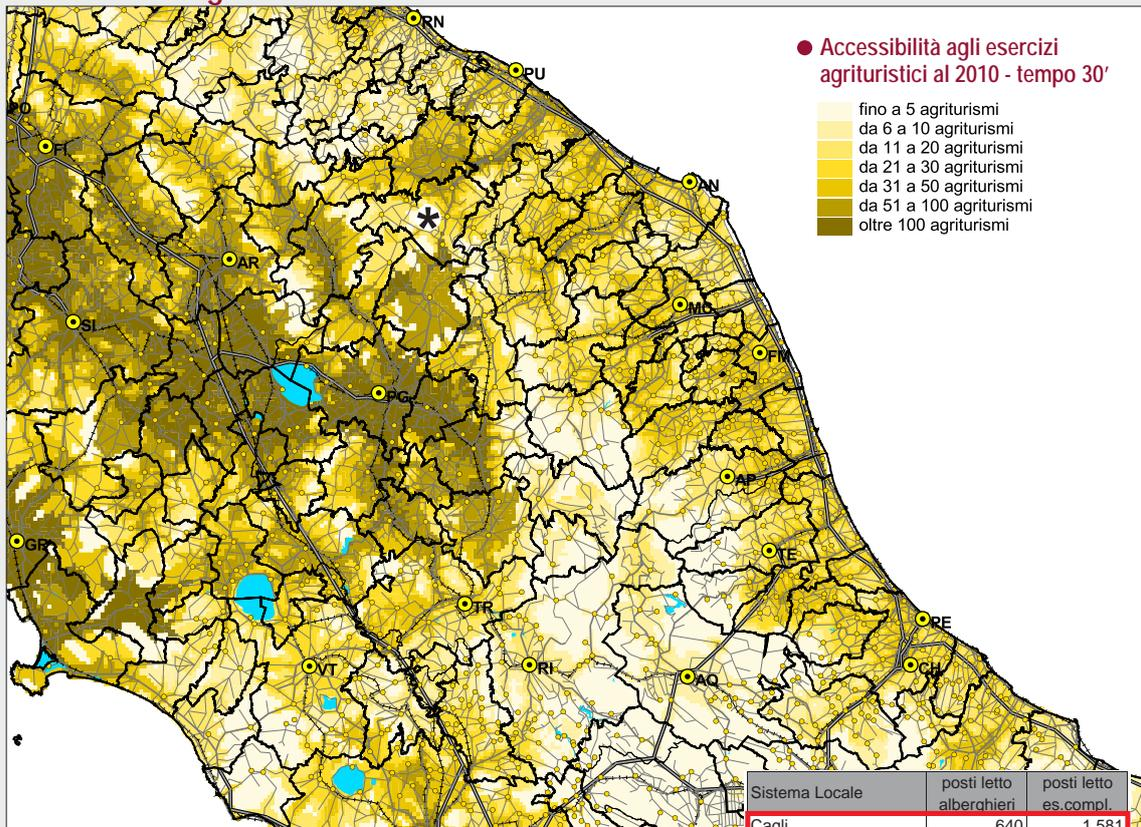 RN
● Accessibilità agli esercizi
agrituristici al 2010 - tempo 30’
PU
fino a 5 agriturismi
da 6 a 10 agriturismi
da 11 a 20 agriturismi
da 21 a 30 agriturismi
da 31 a 50 agriturismi
da 51 a 100 agriturismi
oltre 100 agriturismi
PO
FI
AN
*
AR
MC
SI
FM
PG
AP
GR
TE
TR
PE
VT
RI
AQ
CH
Sistema Locale posti letto alberghieri posti letto es.compl.
Cagli 640 1.581